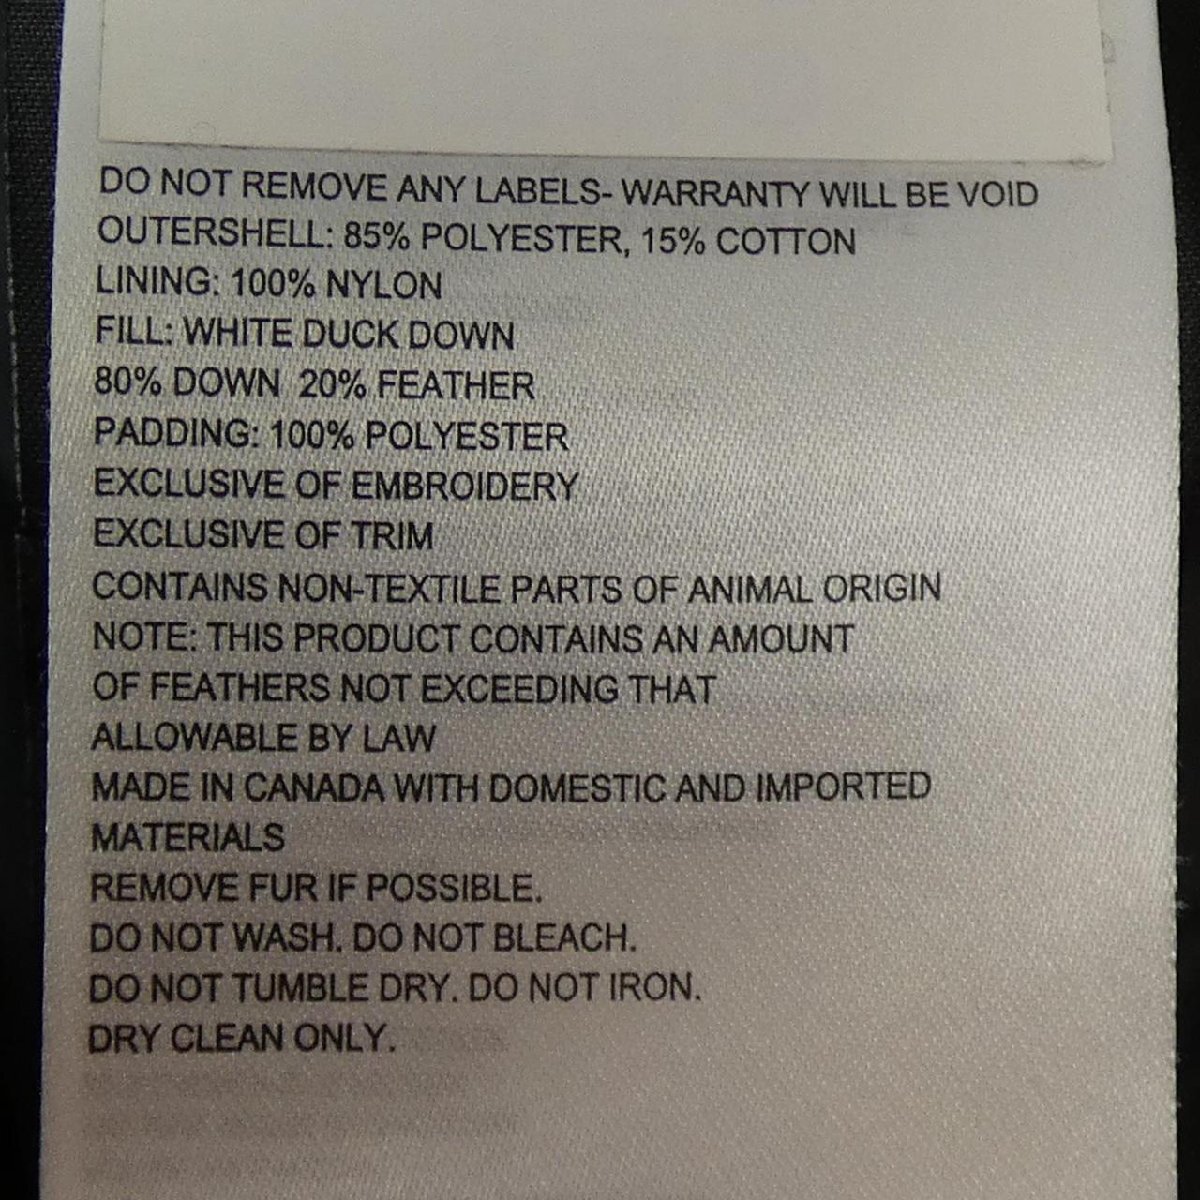 DO NOT REMOVE ANY LABELS- WARRANTY WILL BE VOID
OUTERSHELL: 85% POLYESTER, 15% COTTON
LINING: 100% NYLON
FILL: WHITE DUCK DOWN
80% DOWN 20% FEATHER
PADDING: 100% POLYESTER
EXCLUSIVE OF EMBROIDERY
EXCLUSIVE OF TRIM
CONTAINS NON-TEXTILE PARTS OF ANIMAL ORIGIN
NOTE: THIS PRODUCT CONTAINS AN AMOUNT
OF FEATHERS NOT EXCEEDING THAT
ALLOWABLE BY LAW
MADE IN CANADA WITH DOMESTIC AND IMPORTED
MATERIALS
REMOVE FUR IF POSSIBLE.
DO NOT WASH. DO NOT BLEACH.
DO NOT TUMBLE DRY. DO NOT IRON.
DRY CLEAN ONLY.